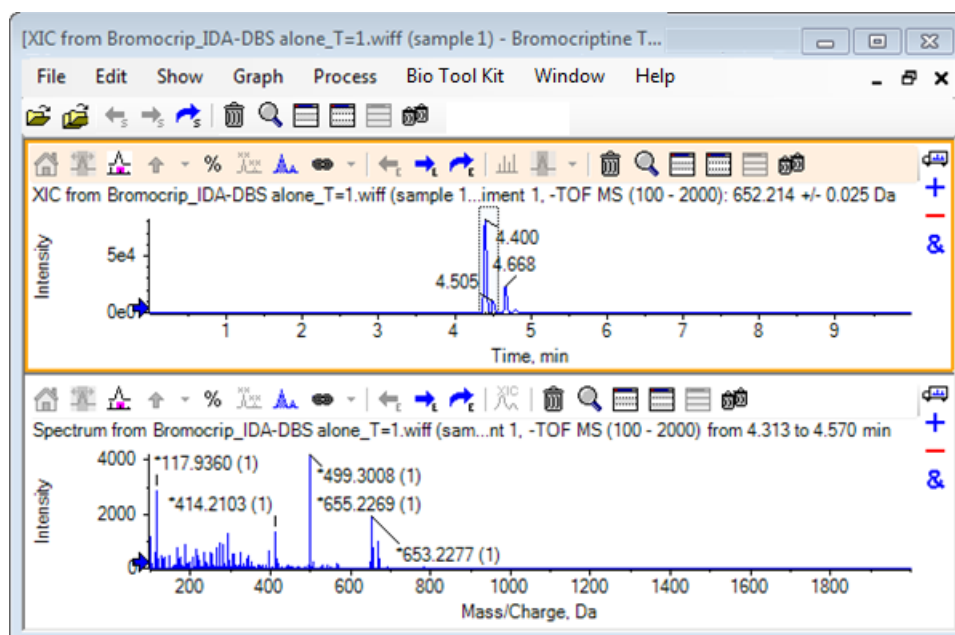 [XIC from Bromocrip_IDA-DBS alone_T=1.wiff (sample 1) - Bromocriptine T...
File Edit Show Graph Process Bio Tool Kit Window Help
S S S
% E E E
XIC from Bromocrip_IDA-DBS alone_T=1.wiff (sample 1...iment 1, -TOF MS (100 - 2000): 652.214 +/- 0.025 Da
&
Intensity
5e4
0e0
4.400
4.505
4.668
1 2 3 4 5 6 7 8 9
Time, min
% E E E XIC
Spectrum from Bromocrip_IDA-DBS alone_T=1.wiff (sam...nt 1, -TOF MS (100 - 2000) from 4.313 to 4.570 min
&
Intensity
4000
2000
0
*117.9360 (1)
*499.3008 (1)
*414.2103 (1)
*655.2269 (1)
*653.2277 (1)
200 400 600 800 1000 1200 1400 1600 1800
Mass/Charge, Da